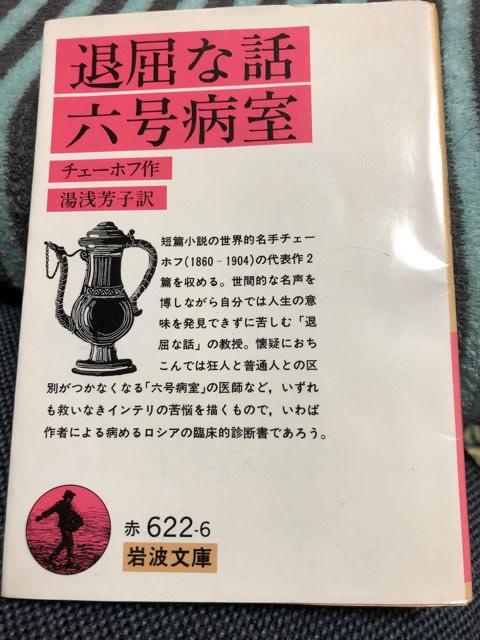 退屈な話
六号病室
チェーホフ作
湯浅芳子訳
短篇小説の世界的名手チェー
ホフ(1860‐1904)の代表作2
篇を収める。世間的な名声を
博しながら自分では人生の意
味を発見できずに苦しむ「退
屈な話」の教授。懐疑におち
こんでは狂人と普通人との区
別がつかなくなる「六号病室」の医師など，いずれ
も救いなきインテリの苦悩を描くもので，いわば
作者による病めるロシアの臨床的診断書であろう。
赤 622-6
岩波文庫